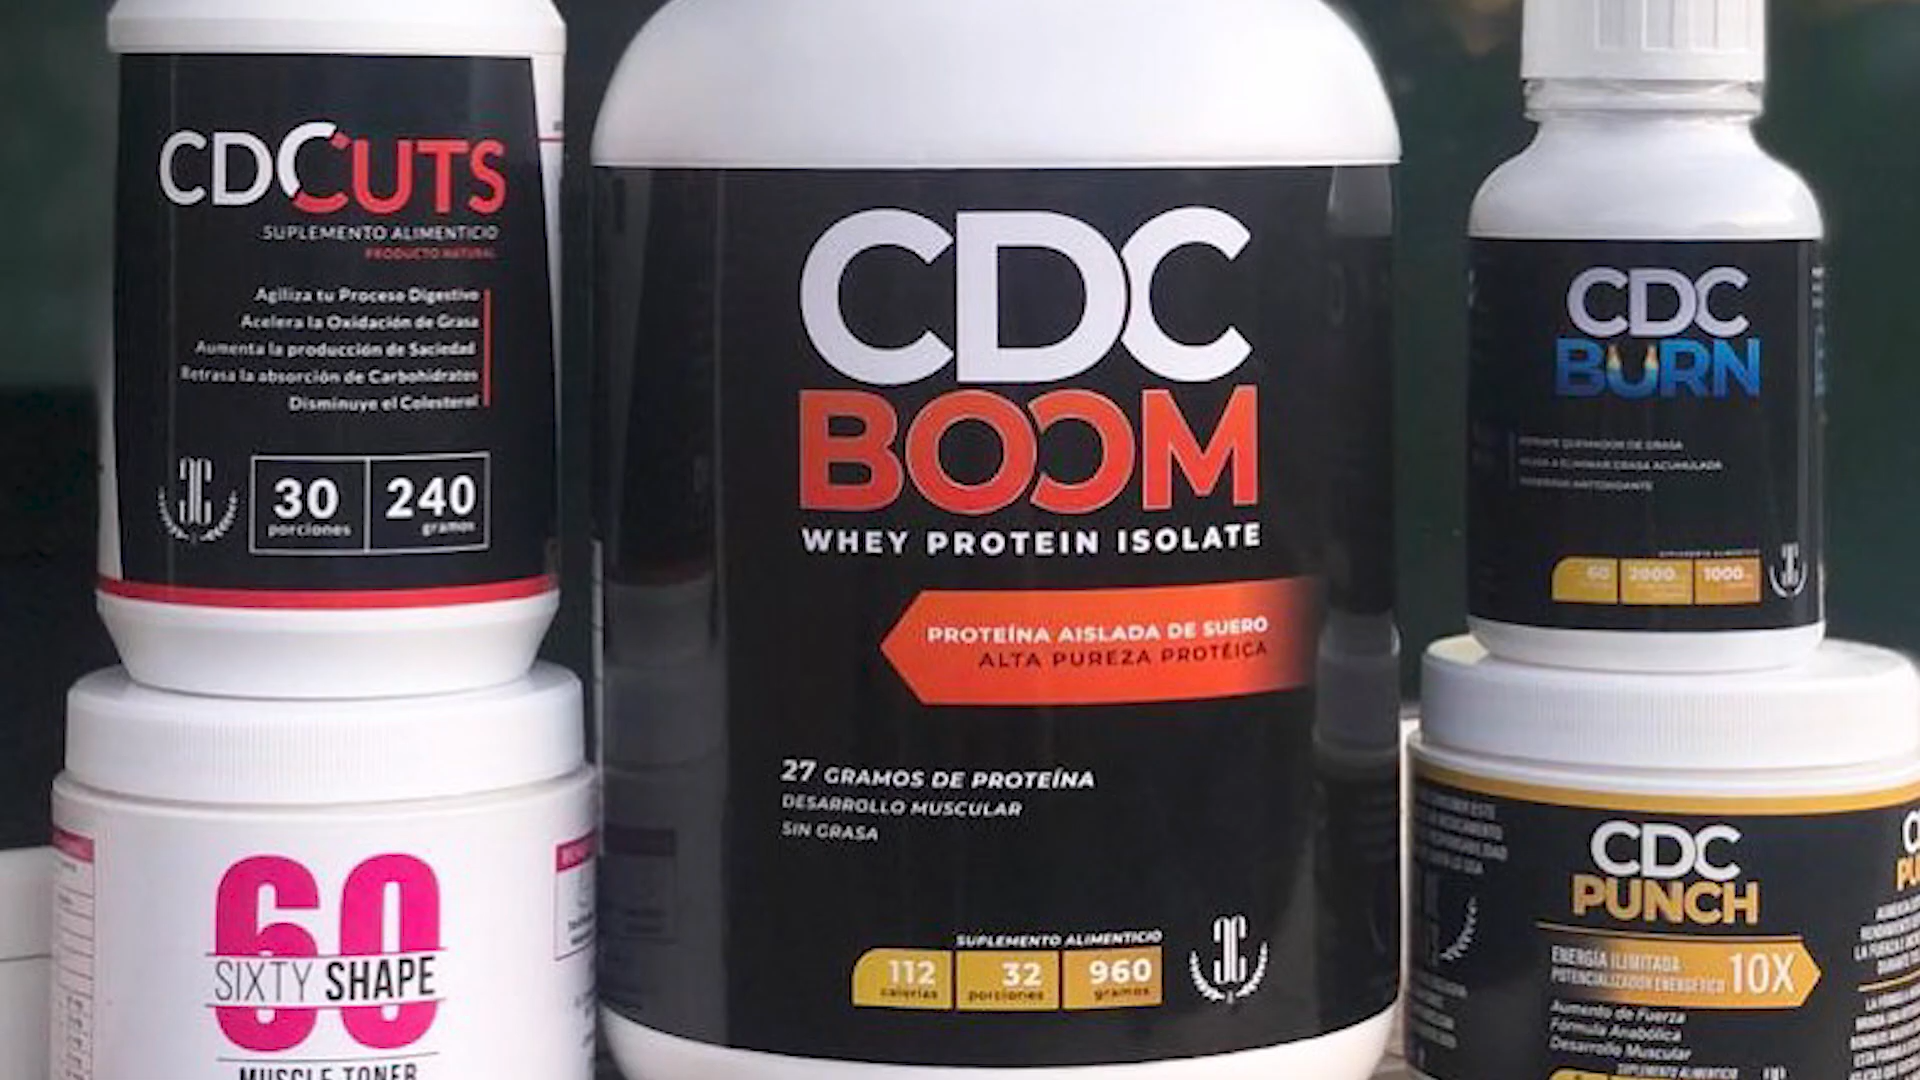 CDCUTS
SUPLEMENTO ALIMENTICIO
PRODUCTO NATURAL
Agiliza tu Proceso Digestivo
Acelera la Oxidación de Grasa
Aumenta la producción de Saciedad
Retrasa la absorción de Carbohidratos
Disminuye el Colesterol
30 240
porciones gramos
60
SIXTY SHAPE
MUSCLE TONER
CDC
BOOM
WHEY PROTEIN ISOLATE
PROTEÍNA AISLADA DE SUERO
ALTA PUREZA PROTÉICA
27 GRAMOS DE PROTEÍNA
DESARROLLO MUSCULAR
SIN GRASA
SUPLEMENTO ALIMENTICIO
112 32 960
calorías porciones gramos
CDC
BURN
GRASA ACUMULADA
60 2000 1000
CDC
PUNCH
ENERGÍA ILIMITADA
POTENCIALIZADOR ENERGÉTICO
10X
Aumento de Fuerza
Fórmula Anabólica
Desarrollo Muscular
SUPLEMENTO ALIMENTICIO